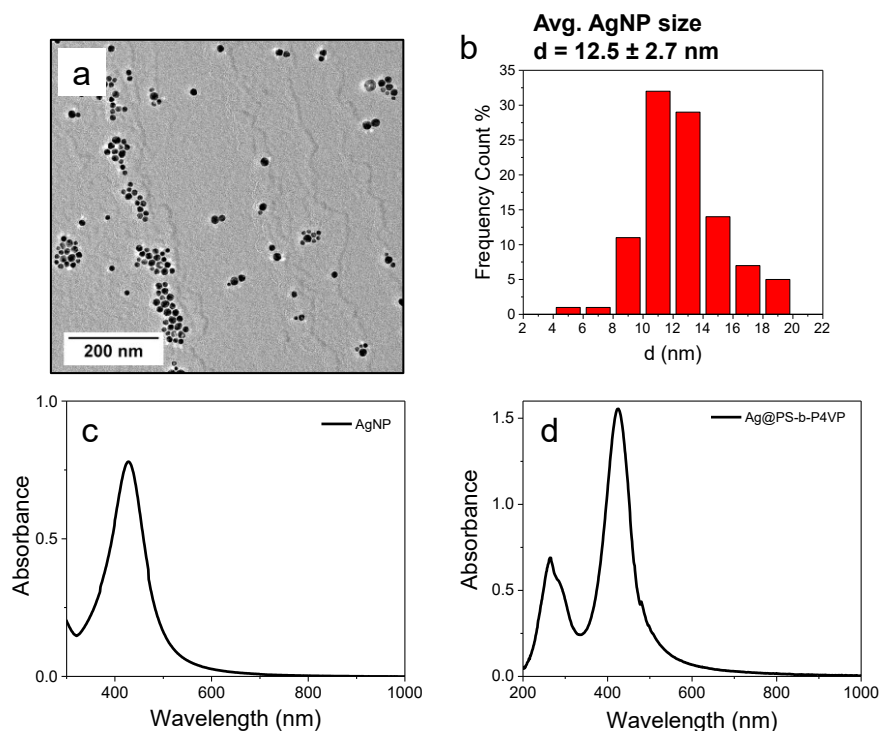 a
200 nm
b
Avg. AgNP size
d = 12.5 ± 2.7 nm
35
30
25
20
15
10
5
0
Frequency Count %
2 4 6 8 10 12 14 16 18 20 22
d (nm)
c
AgNP
1.0
0.5
0.0
Absorbance
400 600 800 1000
Wavelength (nm)
d
Ag@PS-b-P4VP
1.5
1.0
0.5
0.0
Absorbance
200 400 600 800 1000
Wavelength (nm)